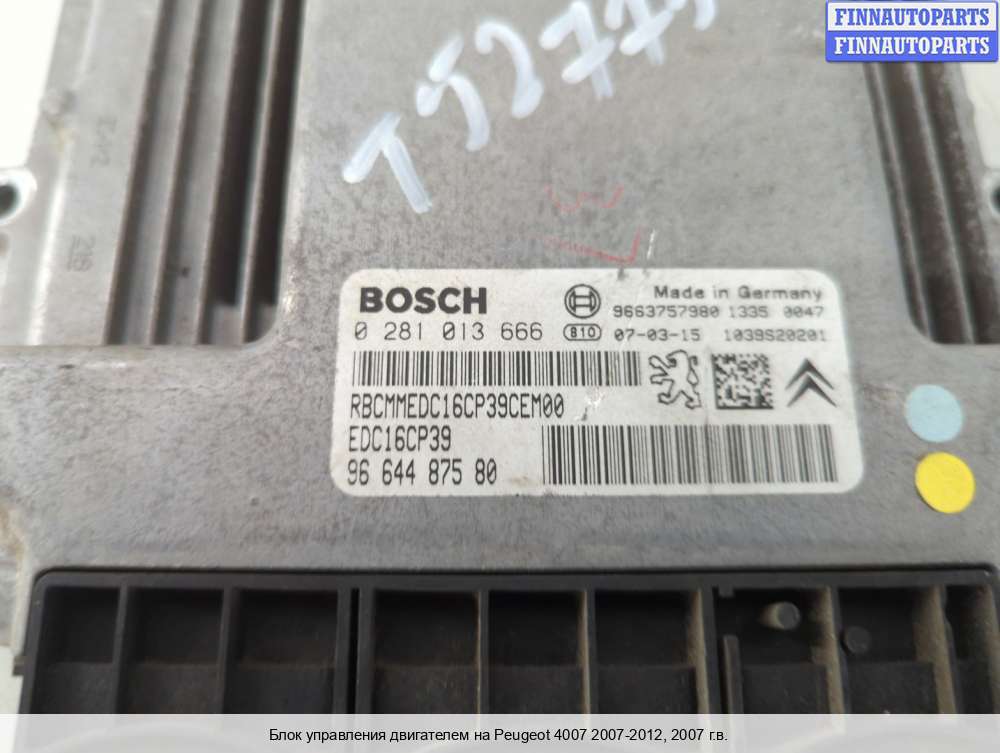 FINNAUTOPARTS
FINNAUTOPARTS
BOSCH
Made in Germany
9663757980 1335 0047
0 281 013 666
810
07-03-15
1039S20201
RBCMMEDC16CP39CEM00
EDC16CP39
96 644 875 80
Блок управления двигателем на Peugeot 4007 2007-2012, 2007 г.в.